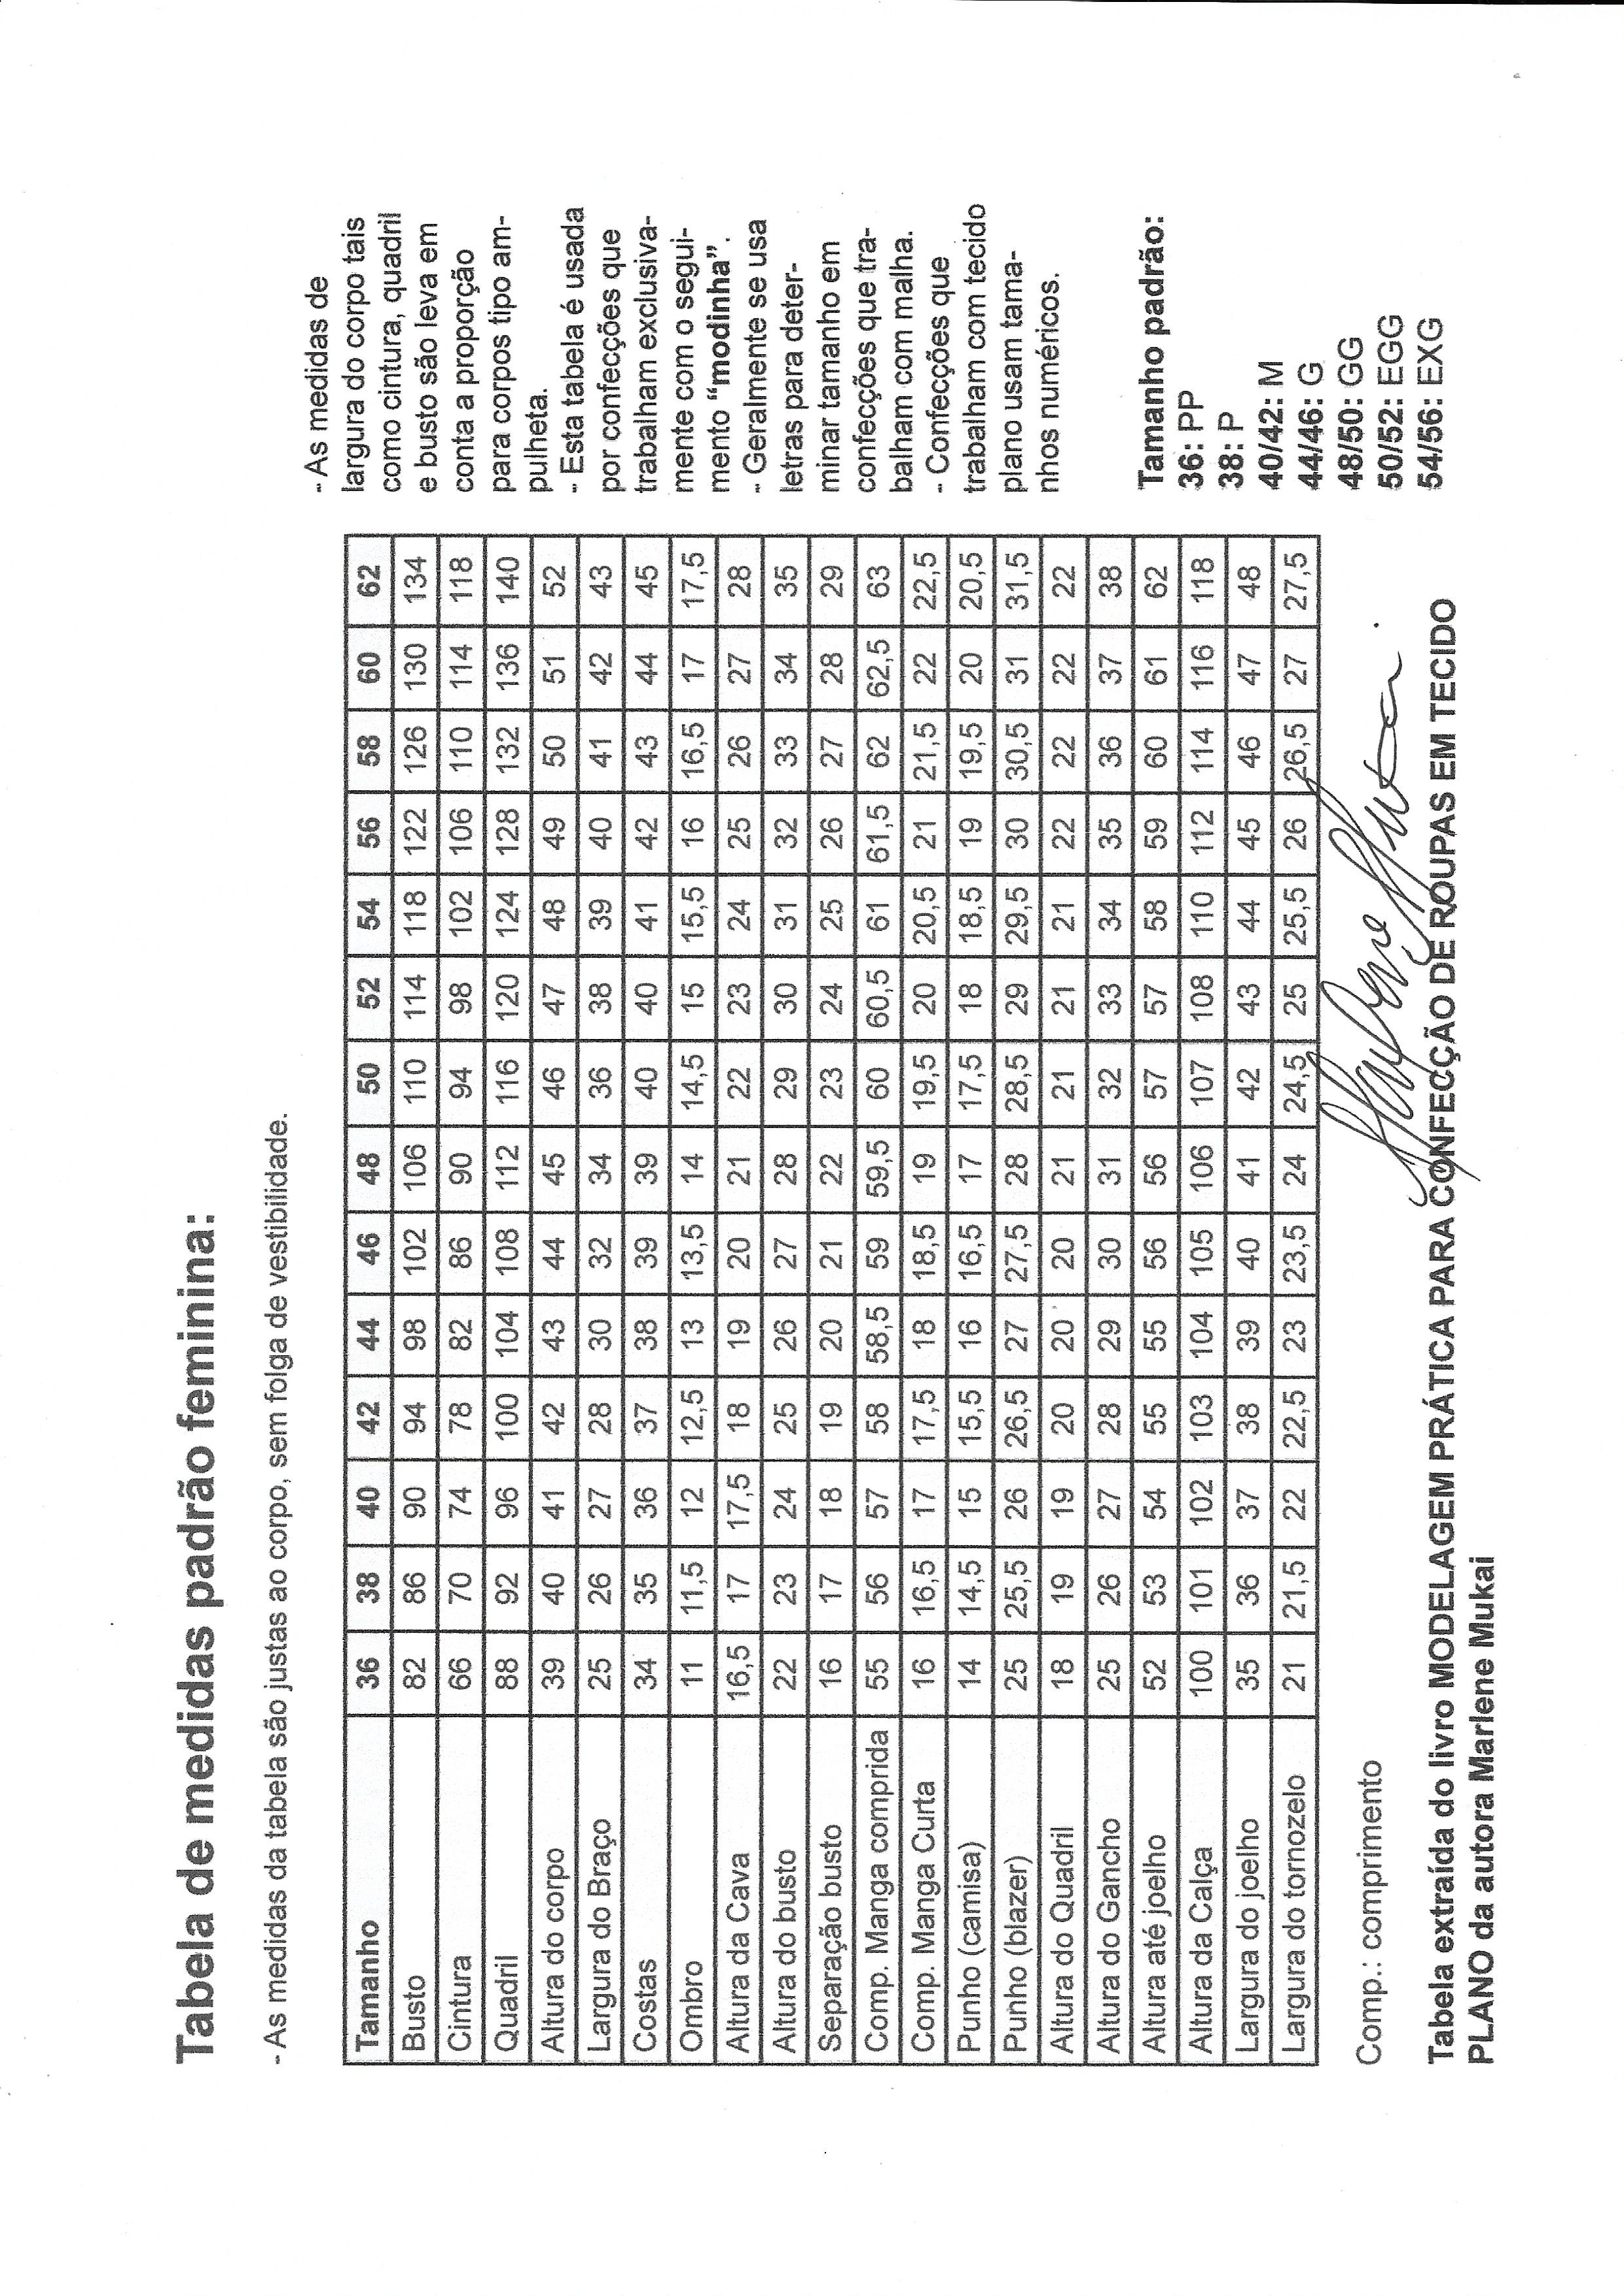 Tabela de medidas padrão feminina:
- As medidas da tabela são justas ao corpo, sem folga de vestibilidade.
Tamanho 36 38 40 42 44 46 48 50 52 54 56 58 60 62
Busto 82 86 90 94 98 102 106 110 114 118 122 126 130 134
Cintura 66 70 74 78 82 86 90 94 98 102 106 110 114 118
Quadril 88 92 96 100 104 108 112 116 120 124 128 132 136 140
Altura do corpo 39 40 41 42 43 44 45 46 47 48 49 50 51 52
Largura do Braço 25 26 27 28 30 32 34 36 38 39 40 41 42 43
Costas 34 35 36 37 38 39 39 40 40 41 42 43 44 45
Ombro 11 11,5 12 12,5 13 13,5 14 14,5 15 15,5 16 16,5 17 17,5
Altura da Cava 16,5 17 17,5 18 19 20 21 22 23 24 25 26 27 28
Altura do busto 22 23 24 25 26 27 28 29 30 31 32 33 34 35
Separação busto 16 17 18 19 20 21 22 23 24 25 26 27 28 29
Comp. Manga comprida 55 56 57 58 58,5 59 59,5 60 60,5 61 61,5 62 62,5 63
Comp. Manga Curta 16 16,5 17 17,5 18 18,5 19 19,5 20 20,5 21 21,5 22 22,5
Punho (camisa) 14 14,5 15 15,5 16 16,5 17 17,5 18 18,5 19 19,5 20 20,5
Punho (blazer) 25 25,5 26 26,5 27 27,5 28 28,5 29 29,5 30 30,5 31 31,5
Altura do Quadril 18 19 19 20 20 20 21 21 21 21 22 22 22 22
Altura do Gancho 25 26 27 28 29 30 31 32 33 34 35 36 37 38
Altura até joelho 52 53 54 55 55 56 56 57 57 58 59 60 61 62
Altura da Calça 100 101 102 103 104 105 106 107 108 110 112 114 116 118
Largura do joelho 35 36 37 38 39 40 41 42 43 44 45 46 47 48
Largura do tornozelo 21 21,5 22 22,5 23 23,5 24 24,5 25 25,5 26 26,5 27 27,5
- As medidas de
largura do corpo tais
como cintura, quadril
e busto são leva em
conta a proporção
para corpos tipo am-
pulheta.
- Esta tabela é usada
por confecções que
trabalham exclusiva-
mente com o segui-
mento “modinha”.
- Geralmente se usa
letras para deter-
minar tamanho em
confecções que tra-
balham com malha.
- Confecções que
trabalham com tecido
plano usam tama-
nhos numéricos.
Tamanho padrão:
36: PP
38: P
40/42: M
44/46: G
48/50: GG
50/52: EGG
54/56: EXG
Comp.: comprimento
Tabela extraída do livro MODELAGEM PRÁTICA PARA CONFECÇÃO DE ROUPAS EM TECIDO
PLANO da autora Marlene Mukai